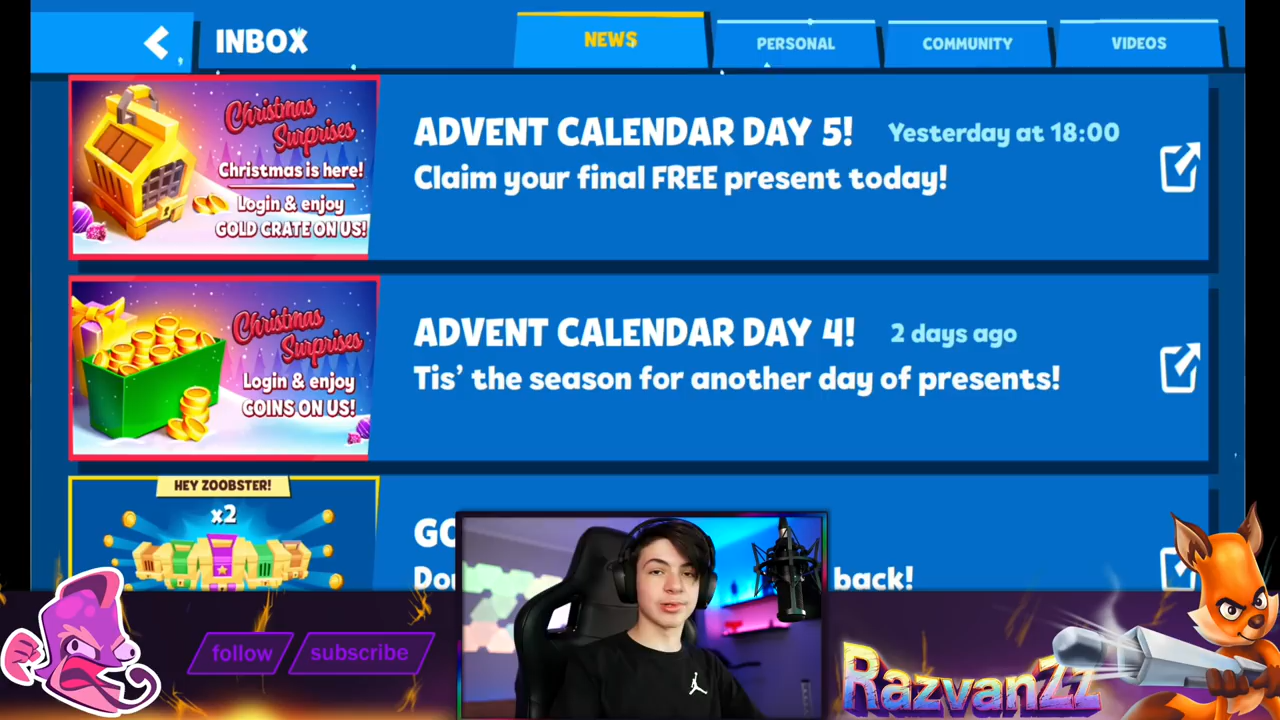 INBOX
NEWS
PERSONAL
COMMUNITY
VIDEOS
Christmas
Surprises
Christmas is here!
Login & enjoy
GOLD CRATE ON US!
ADVENT CALENDAR DAY 5!
Yesterday at 18:00
Claim your final FREE present today!
Christmas
Surprises
Login & enjoy
COINS ON US!
ADVENT CALENDAR DAY 4!
2 days ago
Tis' the season for another day of presents!
HEY ZOOBSTER!
x2
back!
follow
subscribe
RazvanZz